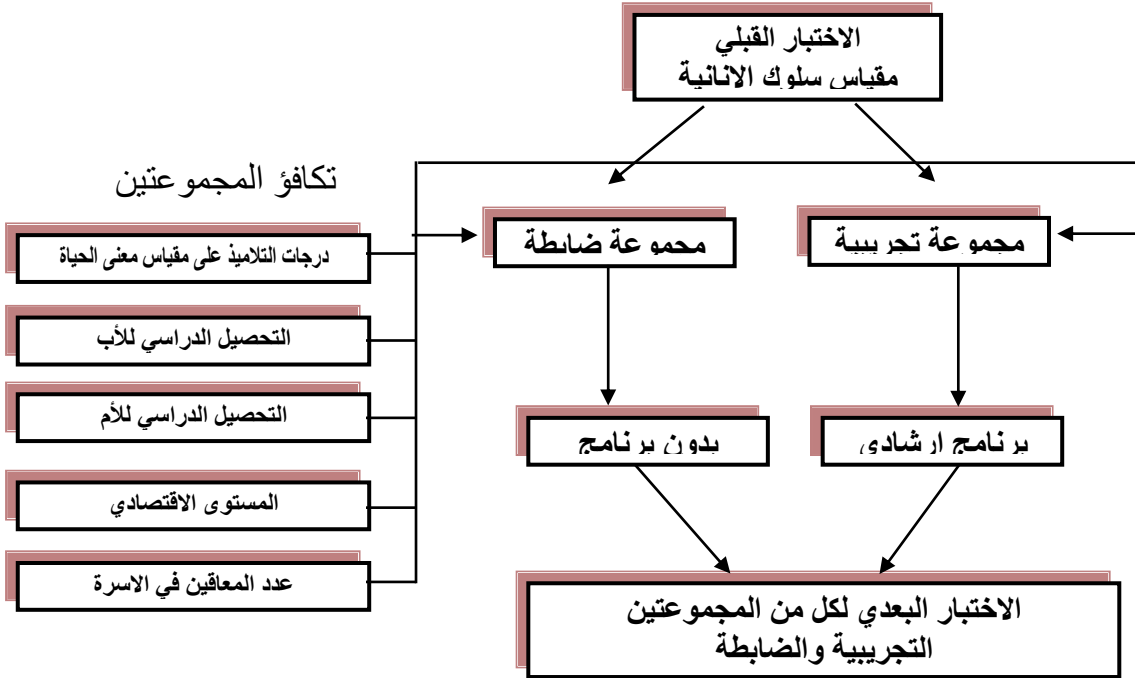 الاختبار القبلي
مقياس سلوك الانانية
تكافؤ المجموعتين
مجموعة تجريبية
مجموعة ضابطة
درجات التلاميذ على مقياس معنى الحياة
التحصيل الدراسي للأب
التحصيل الدراسي للأم
برنامج ارشادي
بدون برنامج
المستوى الاقتصادي
عدد المعاقين في الاسرة
الاختبار البعدي لكل من المجموعتين
التجريبية والضابطة